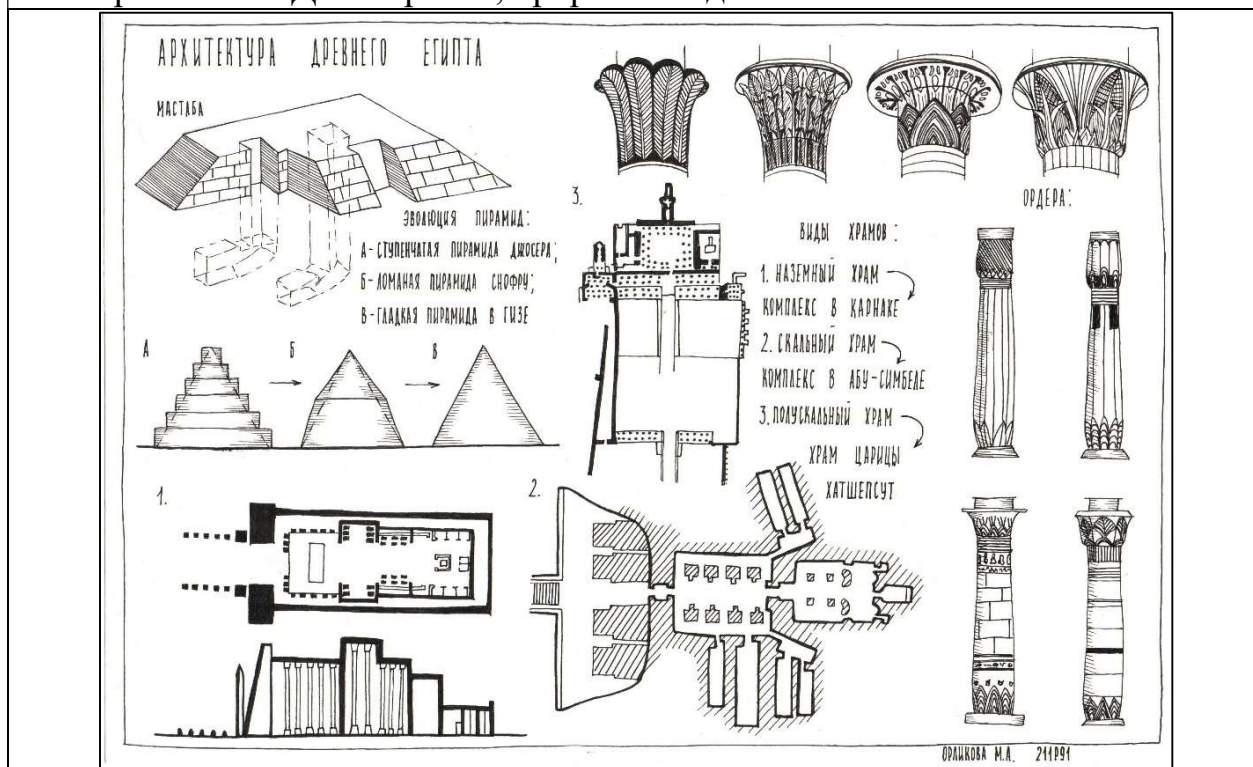 АРХИТЕКТУРА ДРЕВНЕГО ЕГИПТА
МАСТАБА
ЭВОЛЮЦИЯ ПИРАМИД:
А-СТУПЕНЧАТАЯ ПИРАМИДА ДЖОСЕРА;
Б-ЛОМАНАЯ ПИРАМИДА СНОФРУ;
В-ГЛАДКАЯ ПИРАМИДА В ГИЗЕ
А
Б
В
3.
ВИДЫ ХРАМОВ:
1. НАЗЕМНЫЙ ХРАМ
КОМПЛЕКС В КАРНАКЕ
2. СКАЛЬНЫЙ ХРАМ
КОМПЛЕКС В АБУ-СИМБЕЛЕ
3. ПОЛУСКАЛЬНЫЙ ХРАМ
ХРАМ ЦАРИЦЫ
ХАТШЕПСУТ
ОРДЕРА:
1.
2.
ОРЛИКОВА М.А. 211Р91